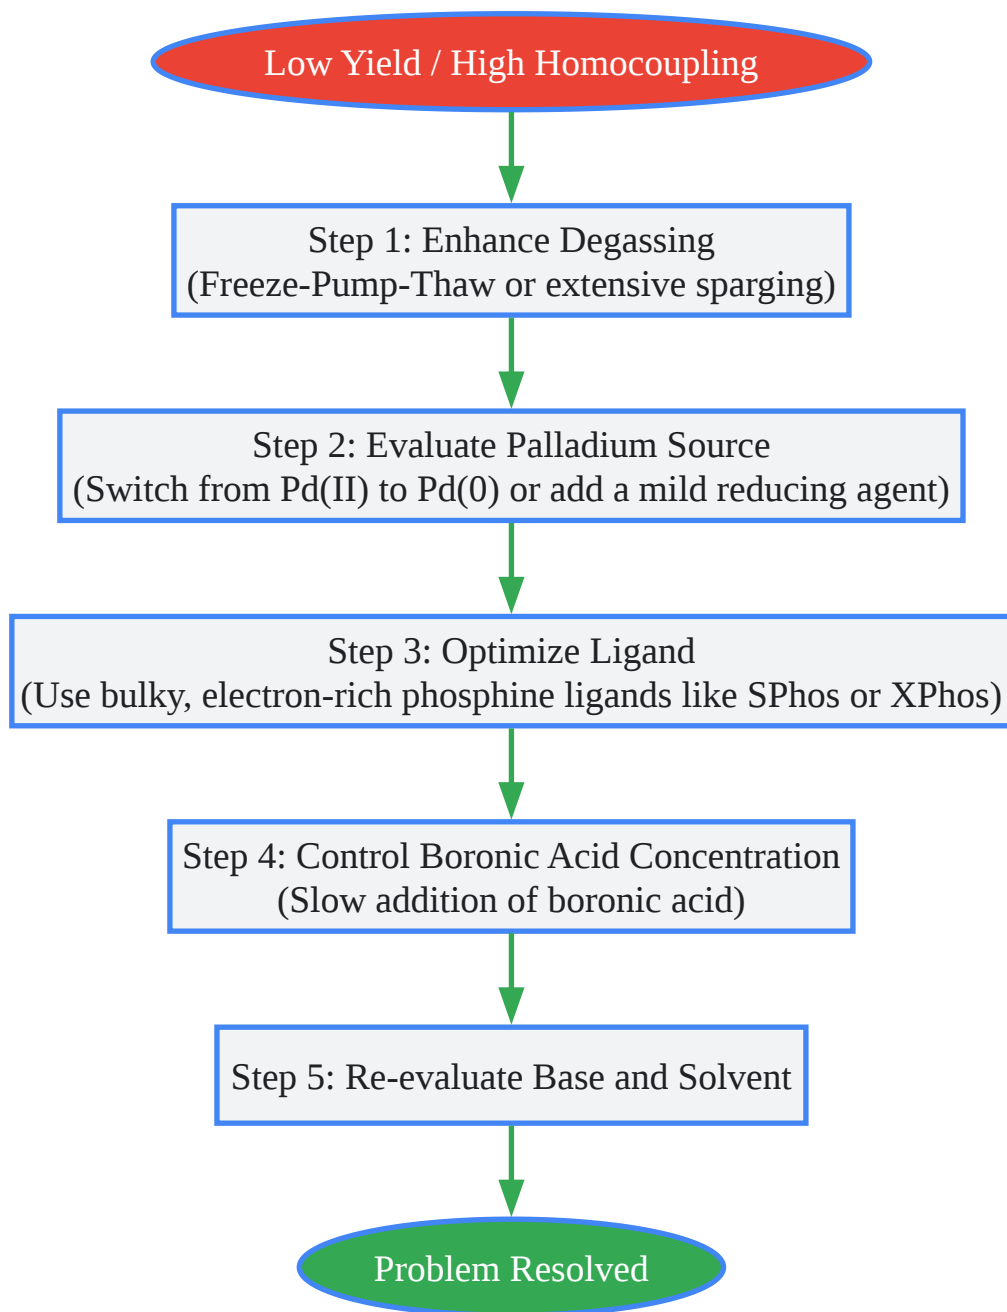 Low Yield / High Homocoupling
Step 1: Enhance Degassing
(Freeze-Pump-Thaw or extensive sparging)
Step 2: Evaluate Palladium Source
(Switch from Pd(II) to Pd(0) or add a mild reducing agent)
Step 3: Optimize Ligand
(Use bulky, electron-rich phosphine ligands like SPhos or XPhos)
Step 4: Control Boronic Acid Concentration
(Slow addition of boronic acid)
Step 5: Re-evaluate Base and Solvent
Problem Resolved